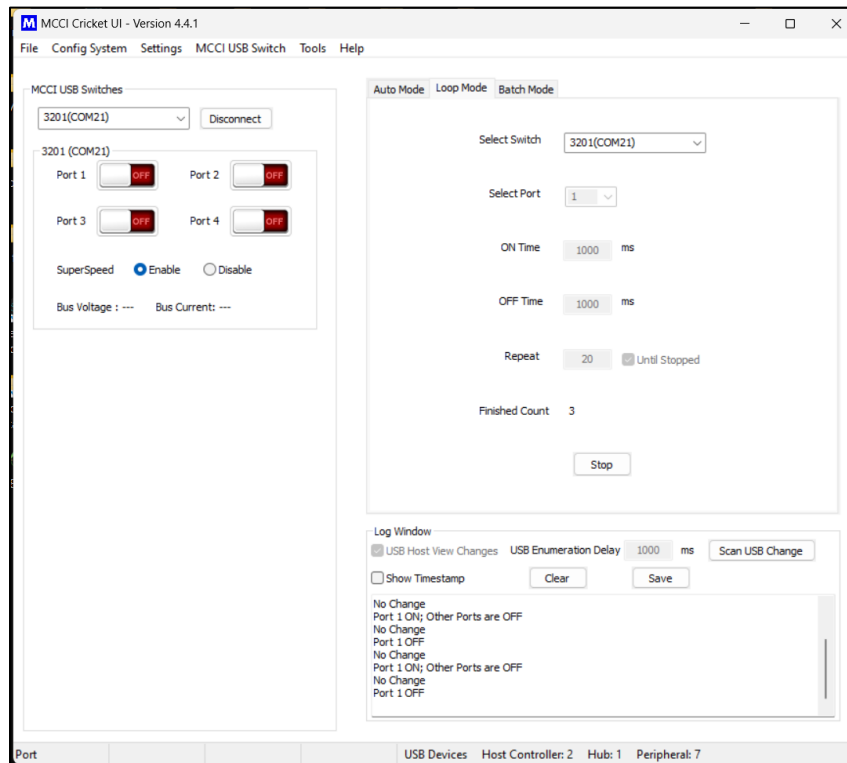 M MCCI Cricket UI - Version 4.4.1
File Config System Settings MCCI USB Switch Tools Help
MCCI USB Switches
3201(COM21) Disconnect
3201 (COM21)
Port 1 OFF Port 2 OFF
Port 3 OFF Port 4 OFF
SuperSpeed Enable Disable
Bus Voltage : --- Bus Current: ---
Auto Mode Loop Mode Batch Mode
Select Switch 3201(COM21)
Select Port 1
ON Time 1000 ms
OFF Time 1000 ms
Repeat 20 Until Stopped
Finished Count 3
Stop
Log Window
USB Host View Changes USB Enumeration Delay 1000 ms Scan USB Change
Show Timestamp Clear Save
No Change
Port 1 ON; Other Ports are OFF
No Change
Port 1 OFF
No Change
Port 1 ON; Other Ports are OFF
No Change
Port 1 OFF
Port USB Devices Host Controller: 2 Hub: 1 Peripheral: 7